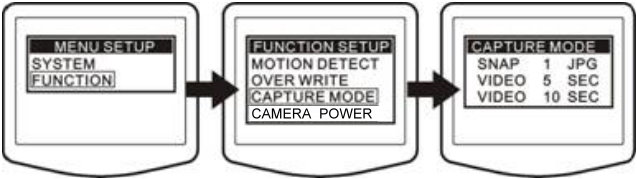 MENU SETUP
SYSTEM
FUNCTION
FUNCTION SETUP
MOTION DETECT
OVER WRITE
CAPTURE MODE
CAMERA POWER
CAPTURE MODE
SNAP 1 JPG
VIDEO 5 SEC
VIDEO 10 SEC